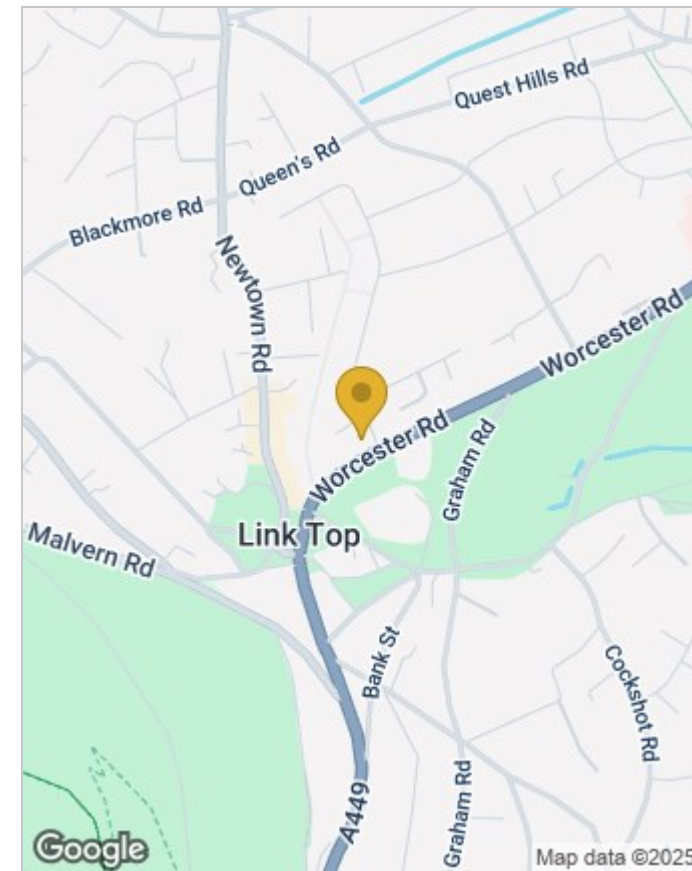 Quest Hills Rd
Queen's Rd
Blackmore Rd
Newtown Rd
Worcester Rd
Worcester Rd
Graham Rd
Link Top
Malvern Rd
Bank St
Cockshot Rd
A449
Graham Rd
Google
Map data ©2025